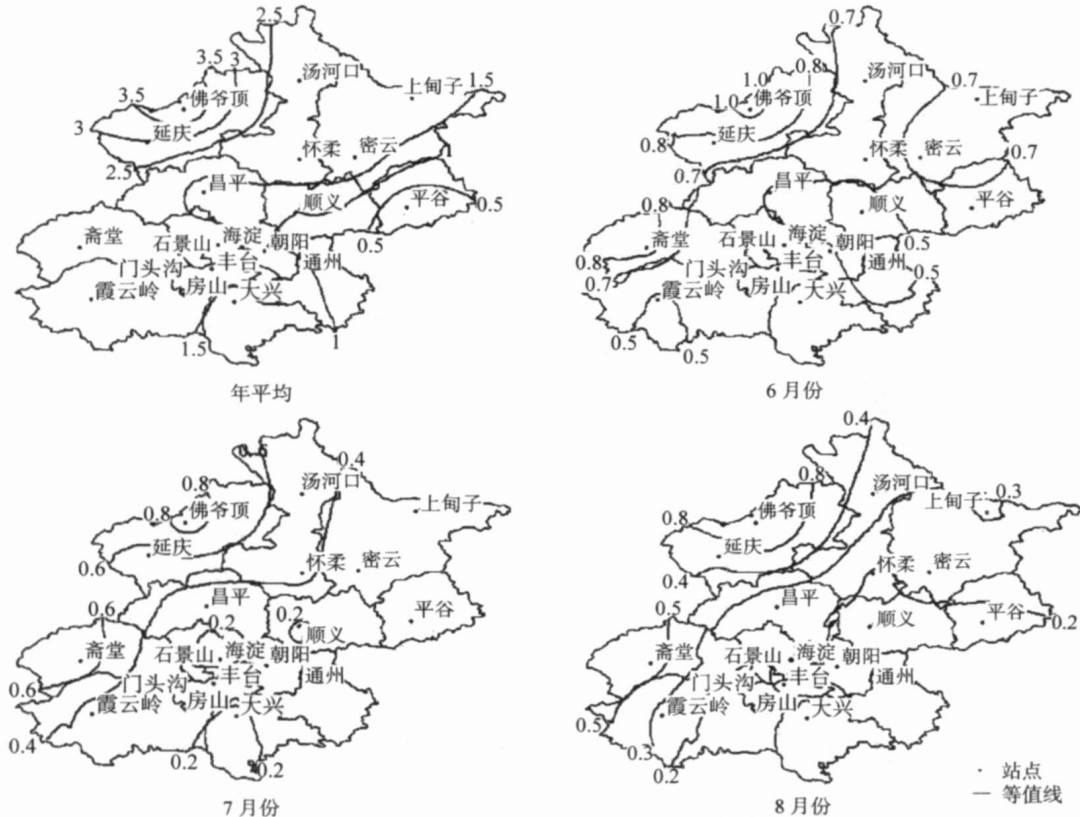 2.5
3.5 3
汤河口
上甸子 1.5
3.5 佛爷顶
3 延庆
怀柔 密云
2.5
昌平
顺义 平谷
0.5
斋堂 石景山 海淀 朝阳 0.5
门头沟 丰台 通州
霞云岭 房山 大兴
1.5 1
年平均
0.7
1.0 0.8 汤河口 0.7
上甸子
1.0 佛爷顶
0.8 延庆
怀柔 密云 0.7
0.7 昌平
0.8 顺义 平谷
斋堂 石景山 海淀 朝阳 0.5
0.8 门头沟 丰台 通州 0.5
0.7 霞云岭 房山 大兴
0.5 0.5
6月份
0.4
0.8 汤河口
上甸子
0.8 佛爷顶
延庆
0.6 怀柔 密云
昌平
0.6 0.2 0.2 顺义 平谷
斋堂 石景山 海淀 朝阳
0.6 门头沟 丰台 通州
霞云岭 房山 大兴
0.4 0.2 0.2
7月份
0.4
0.8 汤河口
上甸子 0.3
0.8 佛爷顶
延庆
0.4 怀柔 密云
昌平
0.5 顺义 平谷 0.2
斋堂 石景山 海淀 朝阳
门头沟 丰台 通州
0.5 霞云岭 房山 大兴
0.3
0.2
8月份
站点
等值线